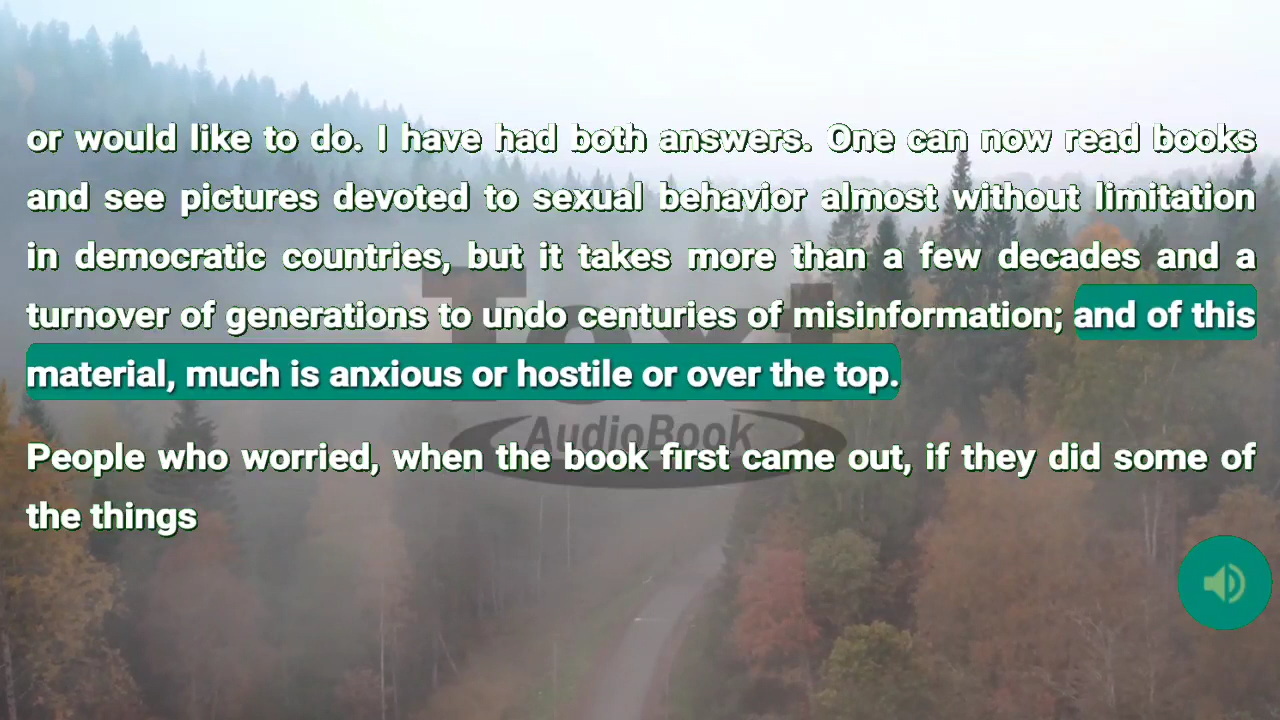 or would like to do. I have had both answers. One can now read books
and see pictures devoted to sexual behavior almost without limitation
in democratic countries, but it takes more than a few decades and a
turnover of generations to undo centuries of misinformation; and of this
material, much is anxious or hostile or over the top.
People who worried, when the book first came out, if they did some of
the things
AudioBook